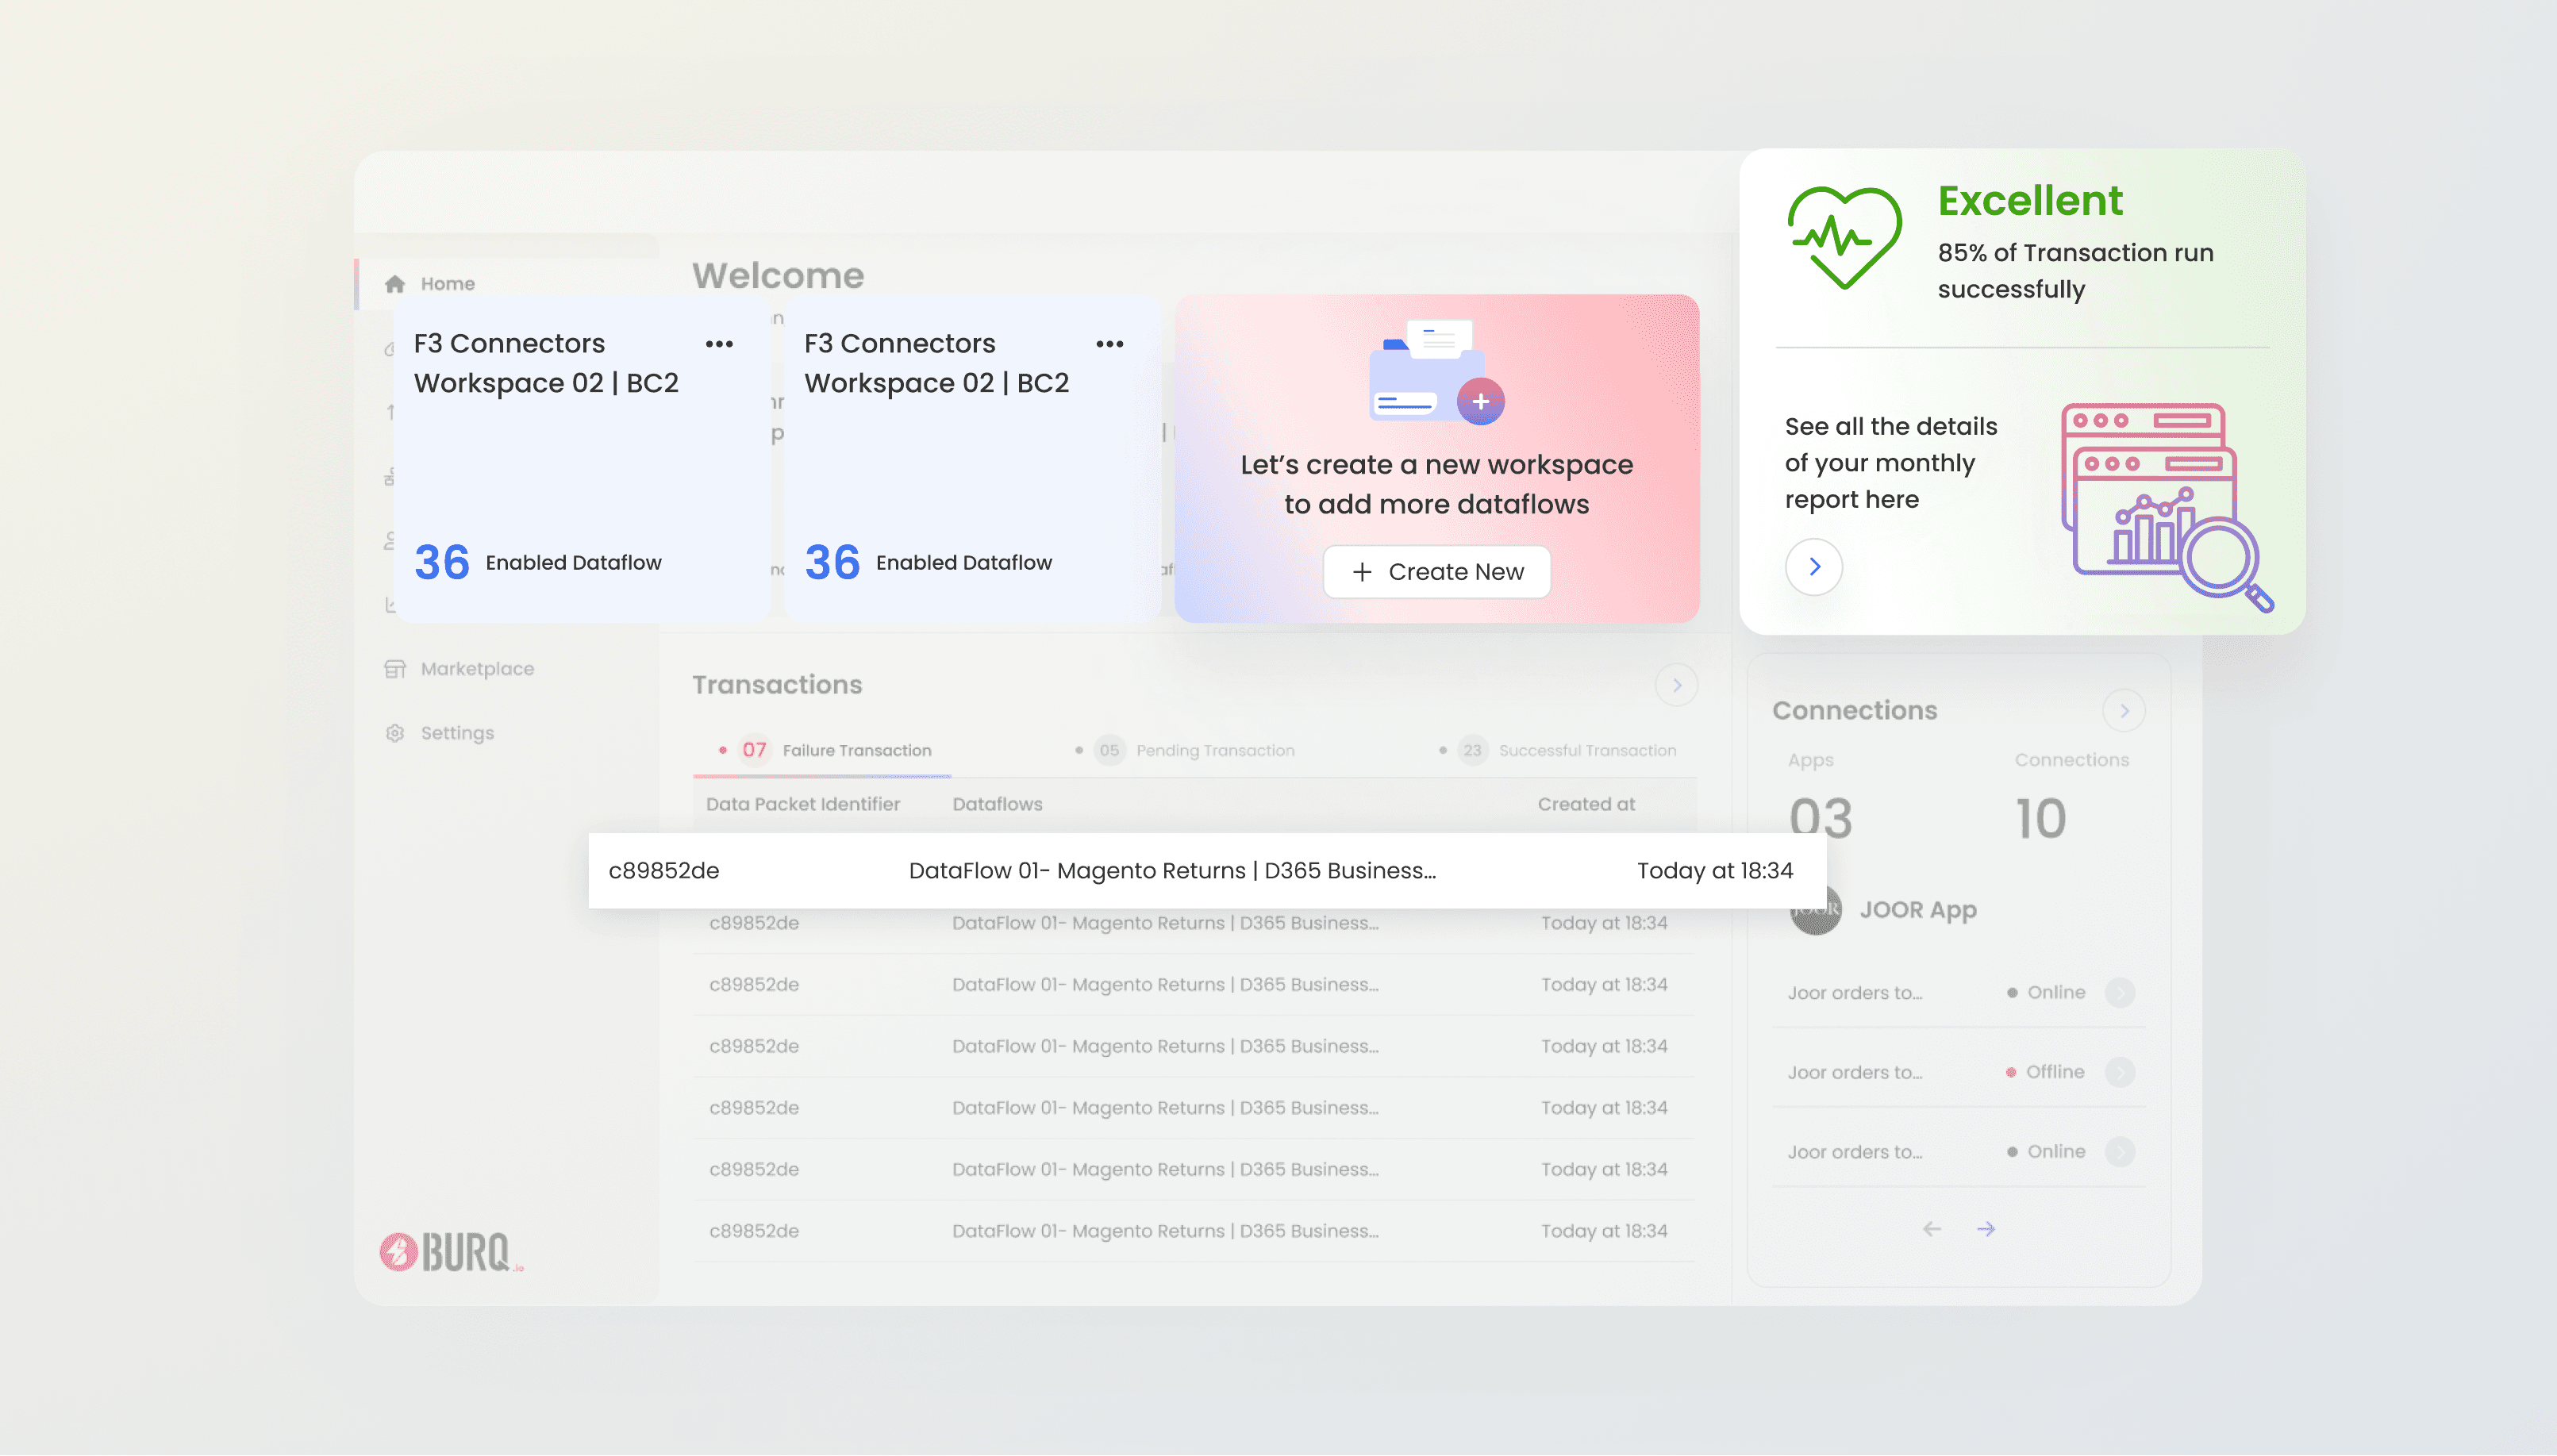 Home
Marketplace
Settings
BURQ.io
Welcome
F3 Connectors
Workspace 02 | BC2
36 Enabled Dataflow
F3 Connectors
Workspace 02 | BC2
36 Enabled Dataflow
Let’s create a new workspace
to add more dataflows
+ Create New
Excellent
85% of Transaction run
successfully
See all the details
of your monthly
report here
Transactions
07 Failure Transaction
05 Pending Transaction
23 Successful Transaction
Data Packet Identifier Dataflows Created at
c89852de DataFlow 01- Magento Returns | D365 Business... Today at 18:34
c89852de DataFlow 01- Magento Returns | D365 Business... Today at 18:34
c89852de DataFlow 01- Magento Returns | D365 Business... Today at 18:34
c89852de DataFlow 01- Magento Returns | D365 Business... Today at 18:34
c89852de DataFlow 01- Magento Returns | D365 Business... Today at 18:34
c89852de DataFlow 01- Magento Returns | D365 Business... Today at 18:34
c89852de DataFlow 01- Magento Returns | D365 Business... Today at 18:34
Connections
Apps Connections
03 10
JOOR JOOR App
Joor orders to... Online
Joor orders to... Offline
Joor orders to... Online